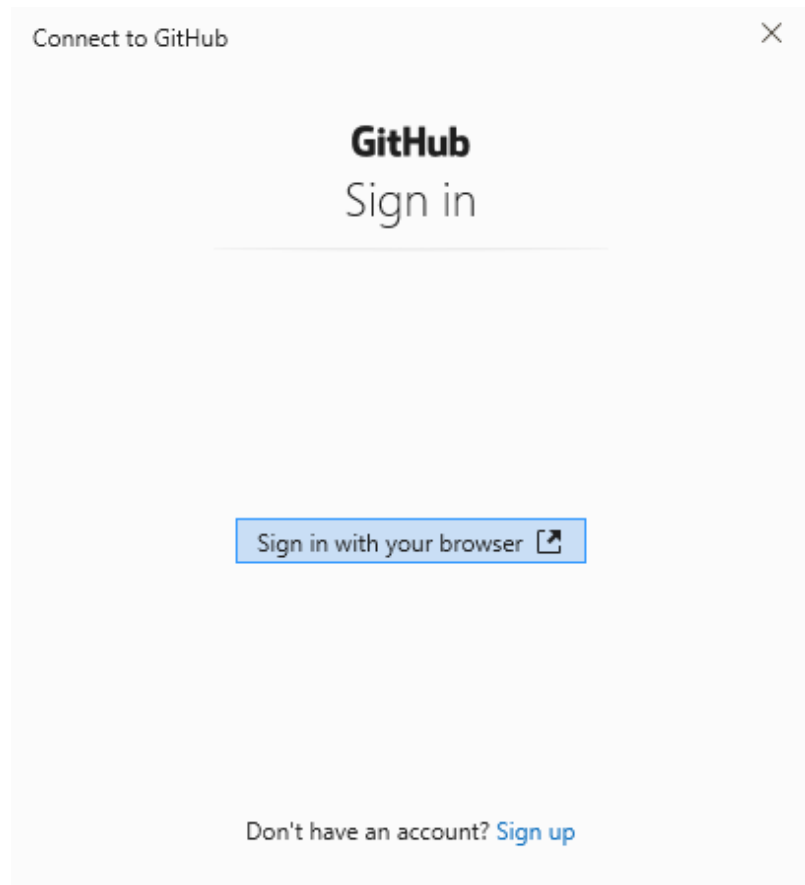 Connect to GitHub
GitHub
Sign in
Sign in with your browser
Don't have an account? Sign up